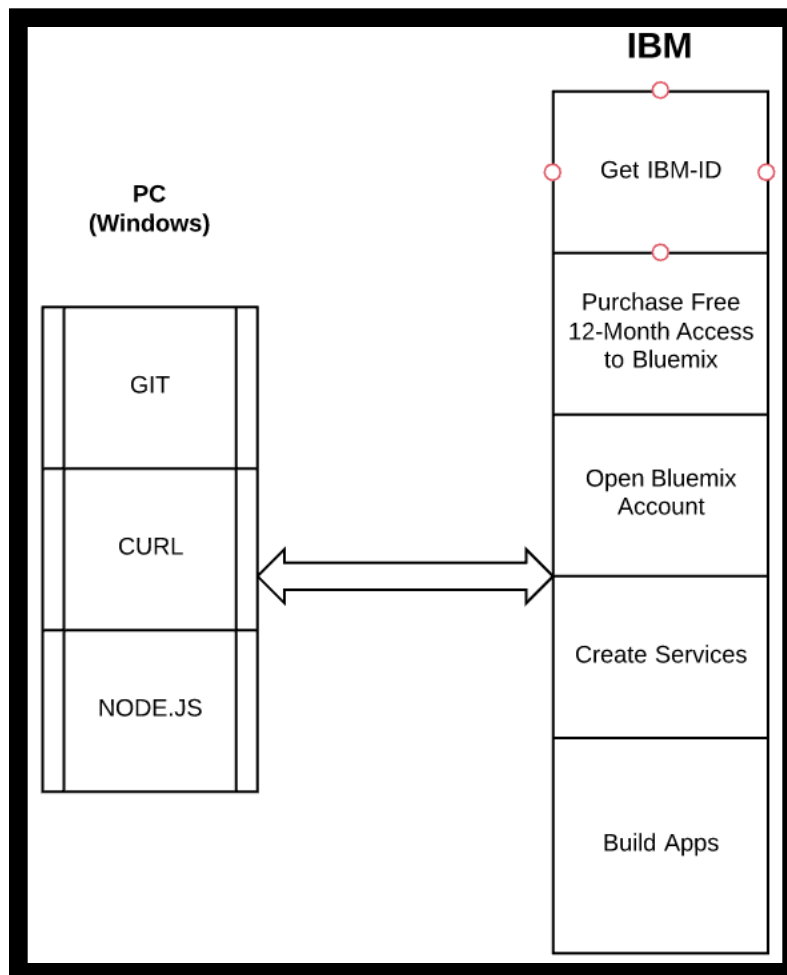 IBM
Get IBM-ID
PC
(Windows)
Purchase Free
12-Month Access
to Bluemix
GIT
Open Bluemix
Account
CURL
Create Services
NODE.JS
Build Apps